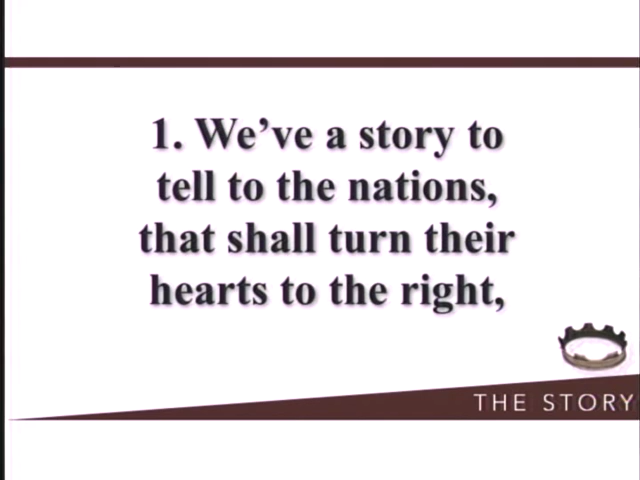 1. We’ve a story to
tell to the nations,
that shall turn their
hearts to the right,
THE STORY